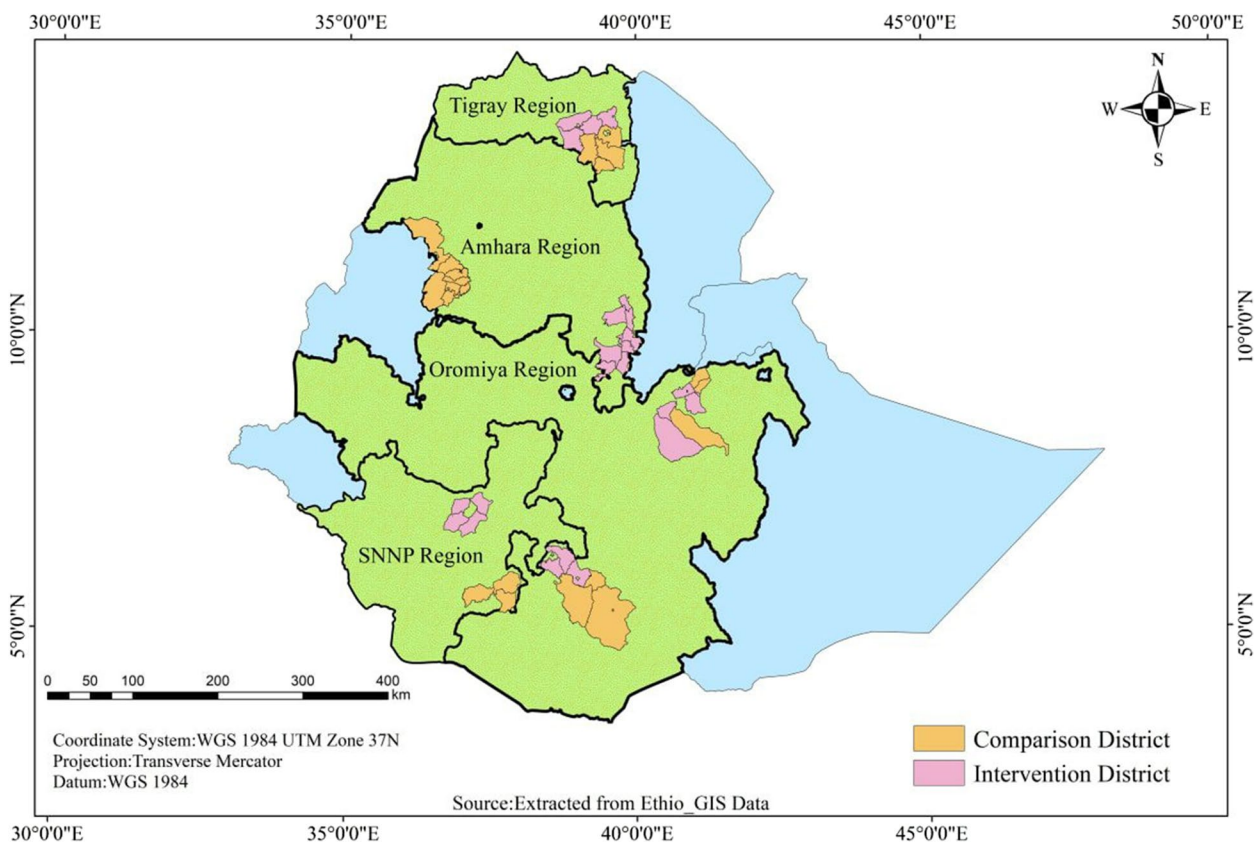 30°0'0"E 35°0'0"E 40°0'0"E 45°0'0"E 50°0'0"E
N
W E
S
Tigray Region
Amhara Region
10°0'0"N 10°0'0"N
Oromiya Region
SNNP Region
5°0'0"N 5°0'0"N
0 50 100 200 300 400
km
Coordinate System:WGS 1984 UTM Zone 37N
Projection:Transverse Mercator
Datum:WGS 1984
Comparison District
Intervention District
Source:Extracted from Ethio_GIS Data
30°0'0"E 35°0'0"E 40°0'0"E 45°0'0"E